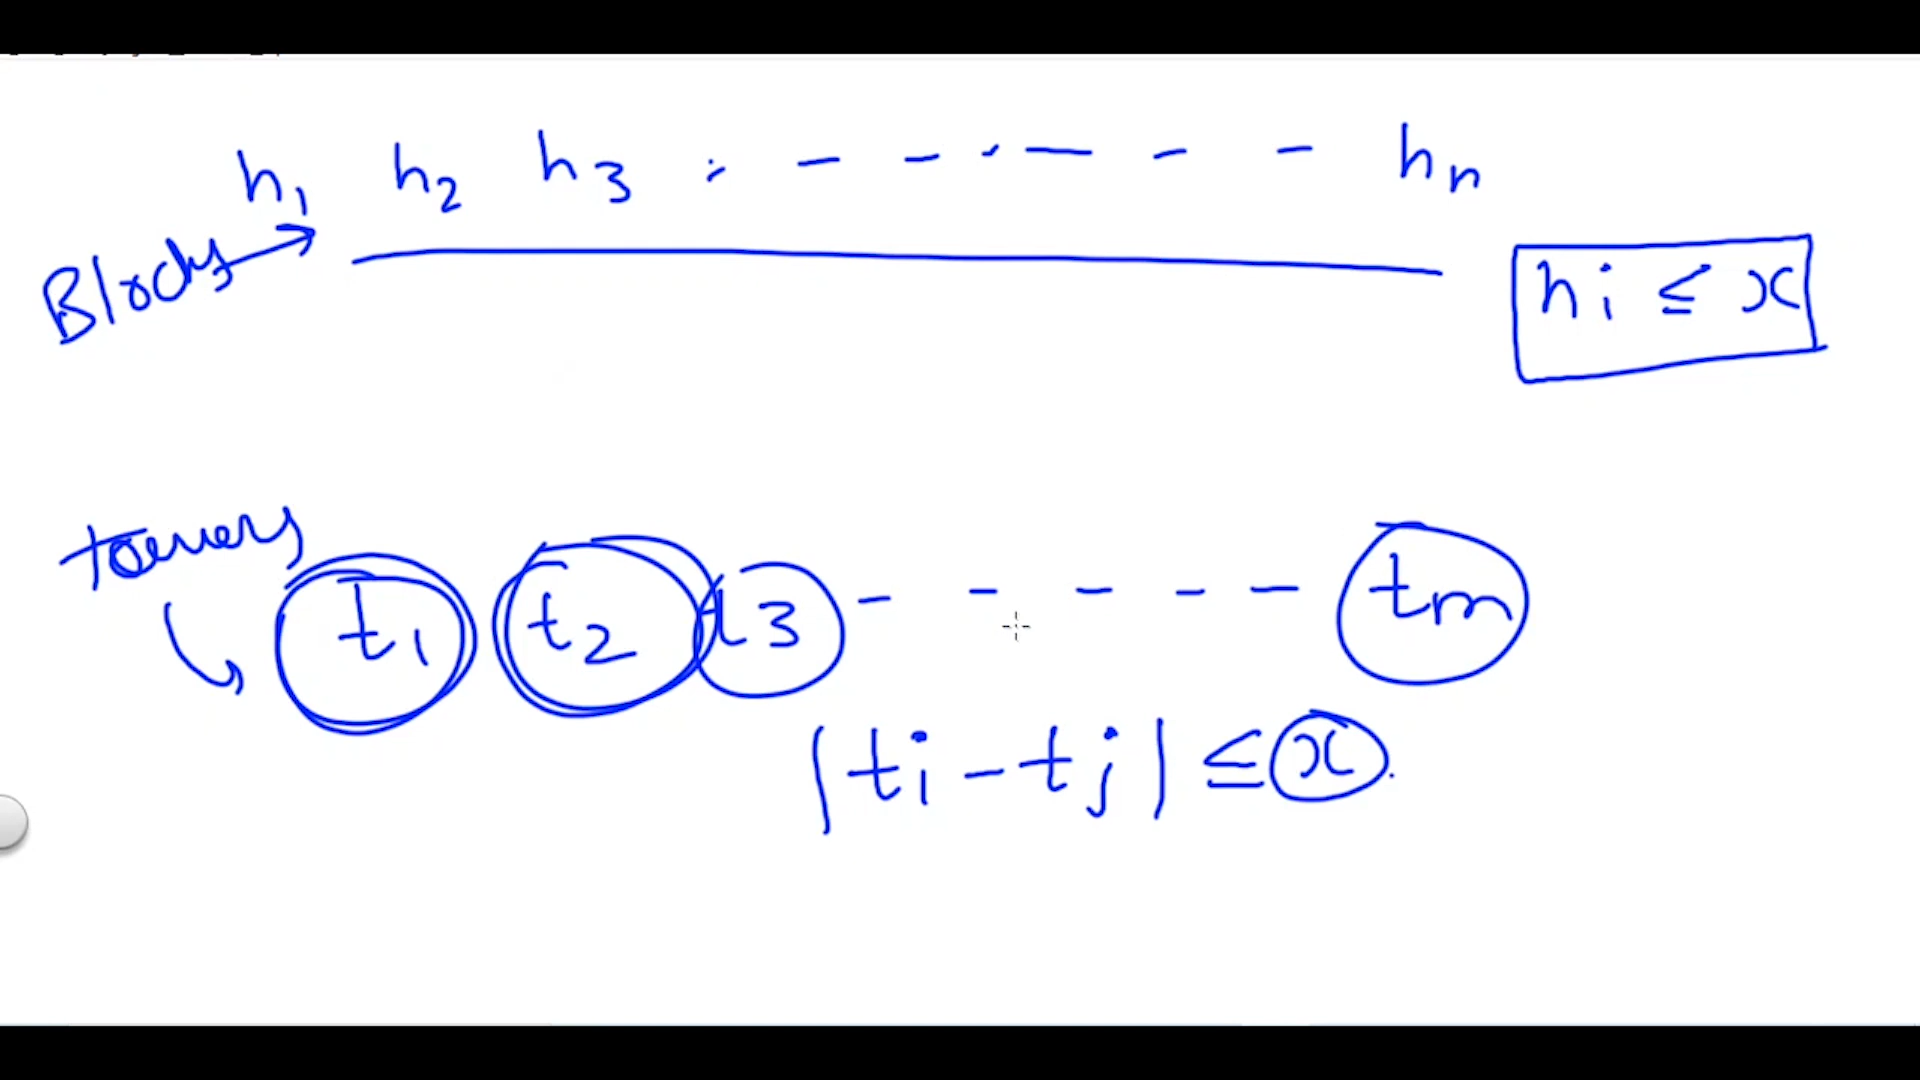 h1 h2 h3 . - - . - - - hn
Blocks
hi ≤ x
towers
t1 t2 t3 - - - - - tm
|ti - tj| ≤ x.